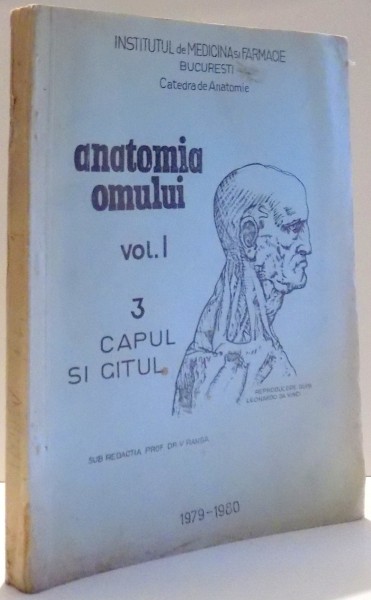 INSTITUTUL de MEDICINA SI FARMACIE
BUCURESTI
Catedra de Anatomie
anatomia
omului
vol. I
3
CAPUL
SI GITUL
REPRODUCERE DUPA
LEONARDO DA VINCI
SUB REDACTIA PROF. DR. V. RANGA
1979-1980